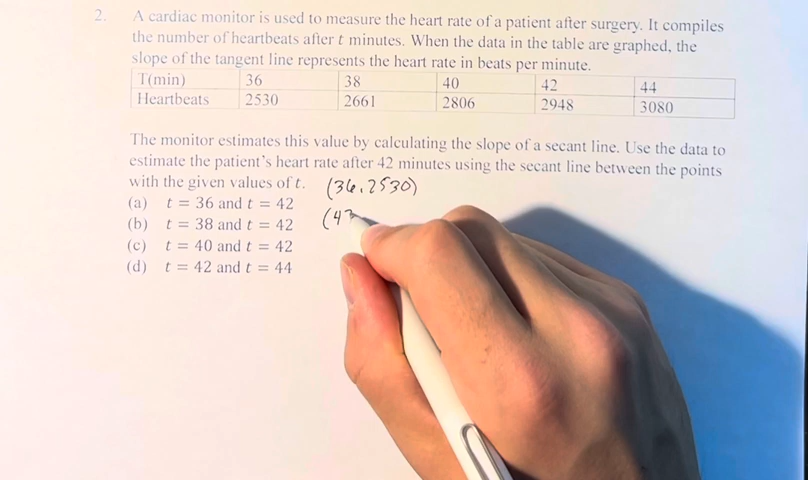 2. A cardiac monitor is used to measure the heart rate of a patient after surgery. It compiles
the number of heartbeats after t minutes. When the data in the table are graphed, the
slope of the tangent line represents the heart rate in beats per minute.
T(min) 36 38 40 42 44
Heartbeats 2530 2661 2806 2948 3080
The monitor estimates this value by calculating the slope of a secant line. Use the data to
estimate the patient's heart rate after 42 minutes using the secant line between the points
with the given values of t. (36,2530)
(a) t = 36 and t = 42
(b) t = 38 and t = 42
(c) t = 40 and t = 42
(d) t = 42 and t = 44